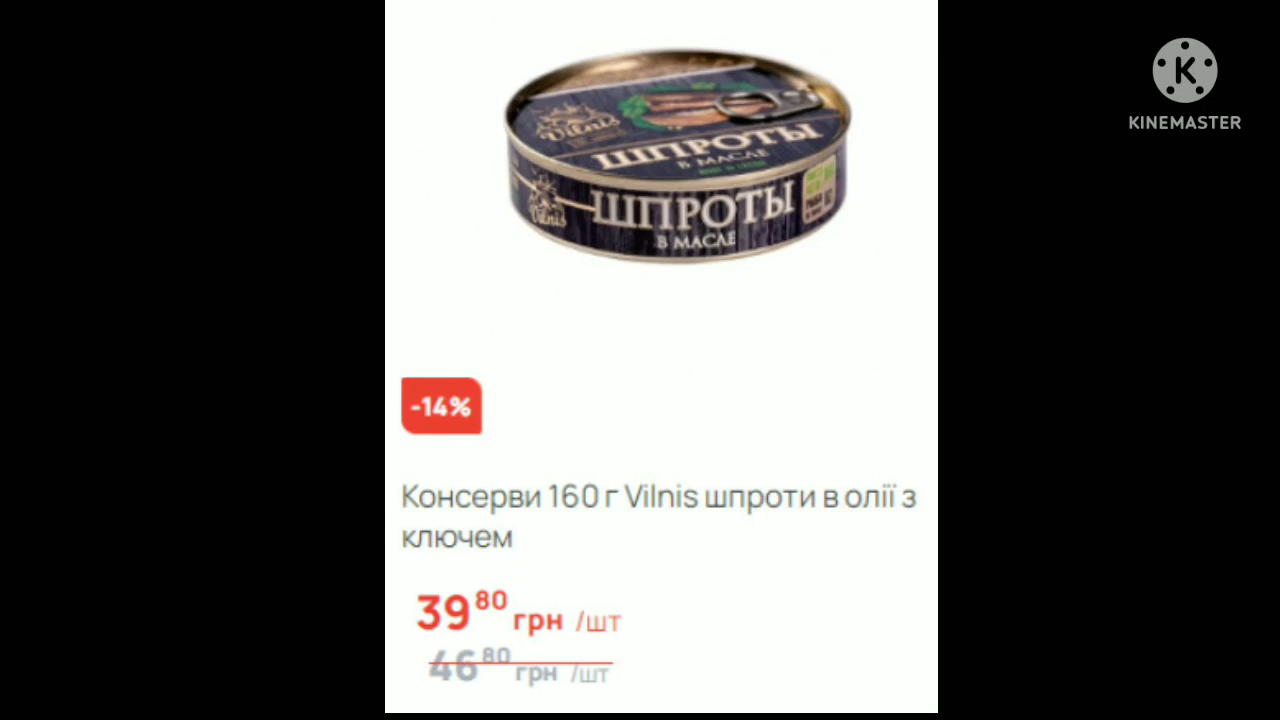 KINEMASTER
Vilnis
ШПРОТЫ
В МАСЛЕ
Vilnis
ШПРОТЫ
В МАСЛЕ
-14%
Консерви 160 г Vilnis шпроти в олії з
ключем
39 80 грн /шт
46 80 грн /шт